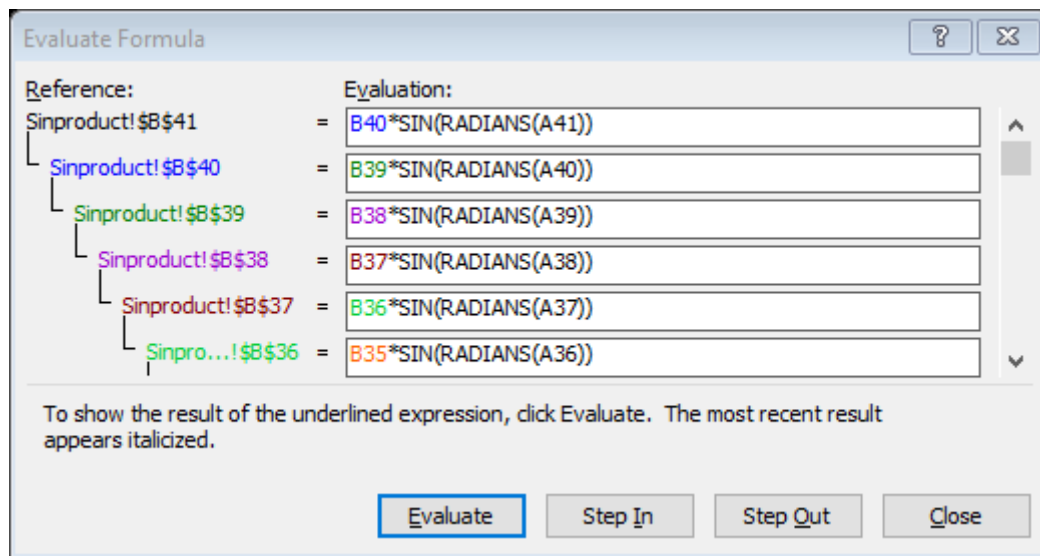 Evaluate Formula
Reference: Evaluation:
Sinproduct!$B$41 = B40*SIN(RADIANS(A41))
Sinproduct!$B$40 = B39*SIN(RADIANS(A40))
Sinproduct!$B$39 = B38*SIN(RADIANS(A39))
Sinproduct!$B$38 = B37*SIN(RADIANS(A38))
Sinproduct!$B$37 = B36*SIN(RADIANS(A37))
Sinpro...!$B$36 = B35*SIN(RADIANS(A36))
To show the result of the underlined expression, click Evaluate. The most recent result
appears italicized.
Evaluate Step In Step Out Close